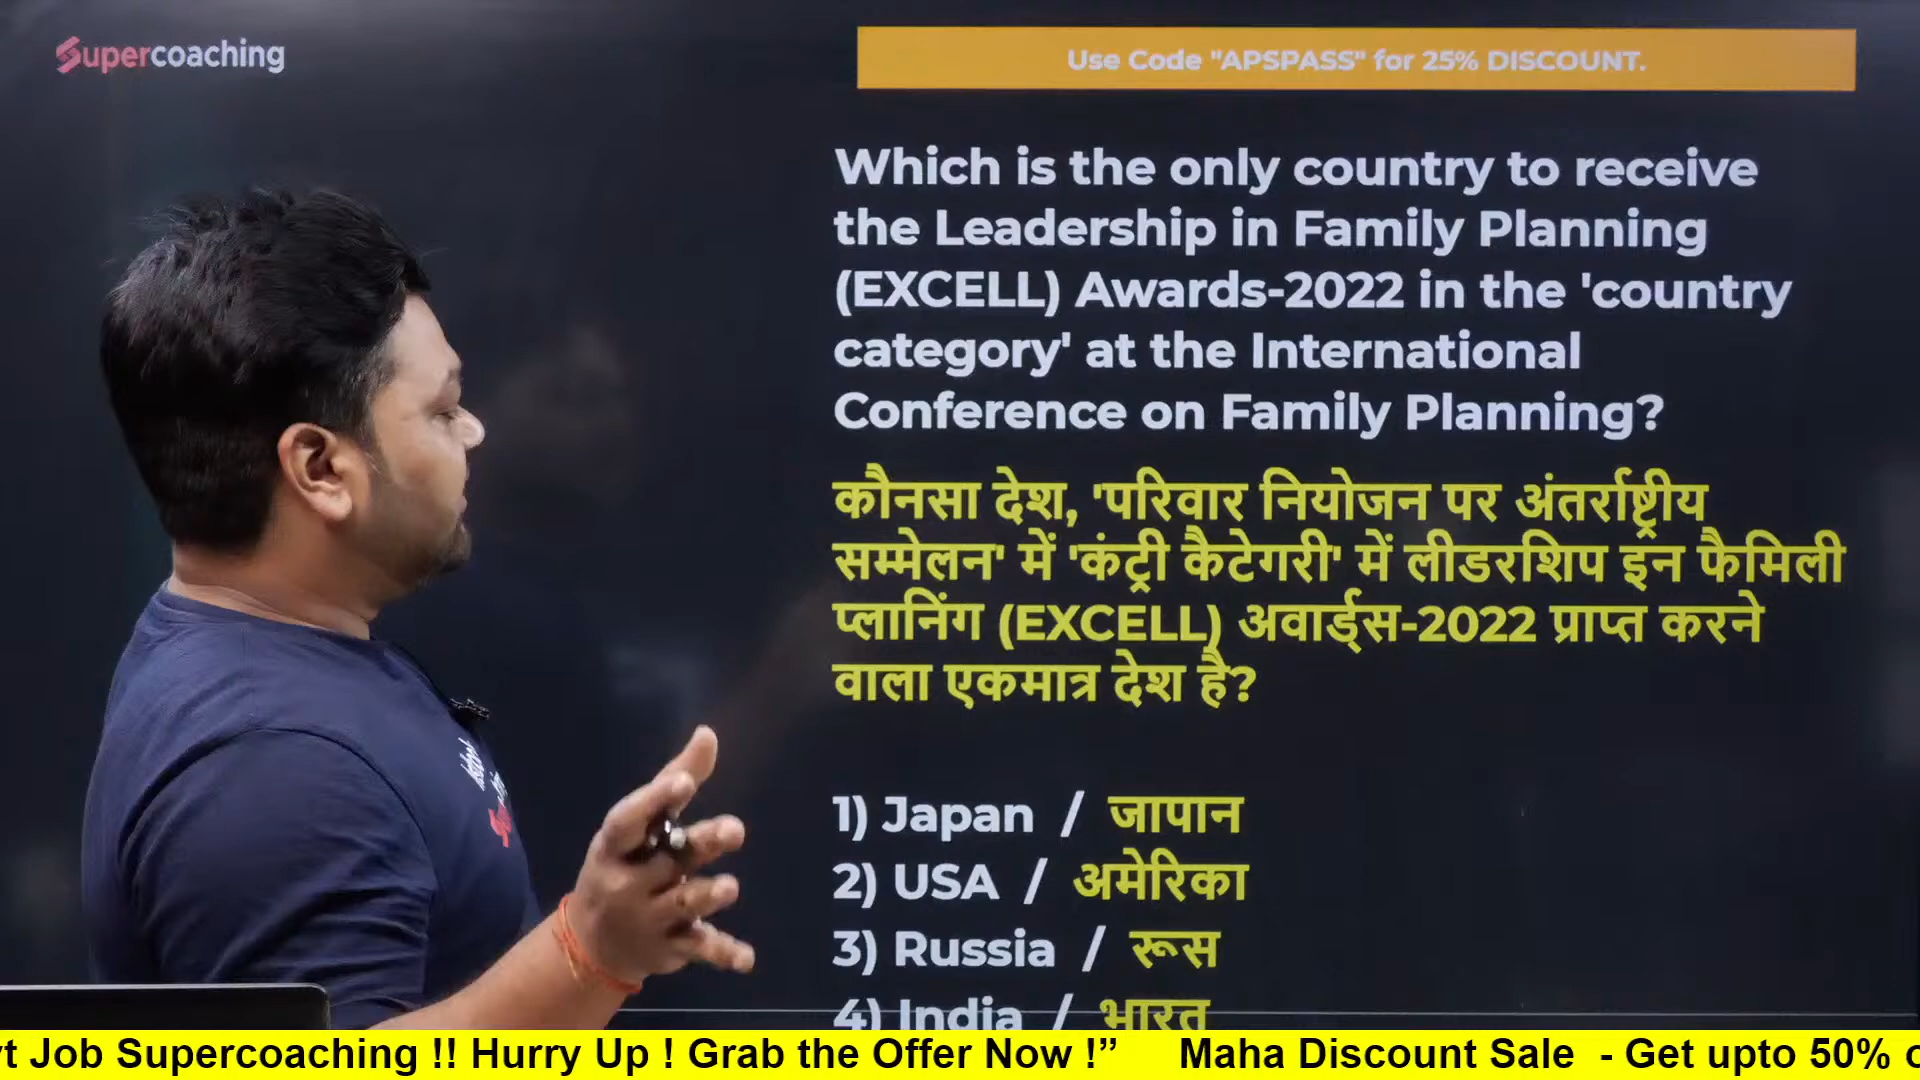 Supercoaching
Use Code "APSPASS" for 25% DISCOUNT.
Which is the only country to receive
the Leadership in Family Planning
(EXCELL) Awards-2022 in the 'country
category' at the International
Conference on Family Planning?
कौनसा देश, 'परिवार नियोजन पर अंतर्राष्ट्रीय
सम्मेलन' में 'कंट्री कैटेगरी' में लीडरशिप इन फैमिली
प्लानिंग (EXCELL) अवार्ड्स-2022 प्राप्त करने
वाला एकमात्र देश है?
1) Japan / जापान
2) USA / अमेरिका
3) Russia / रूस
4) India / भारत
Job Supercoaching !! Hurry Up ! Grab the Offer Now !” Maha Discount Sale - Get upto 50%